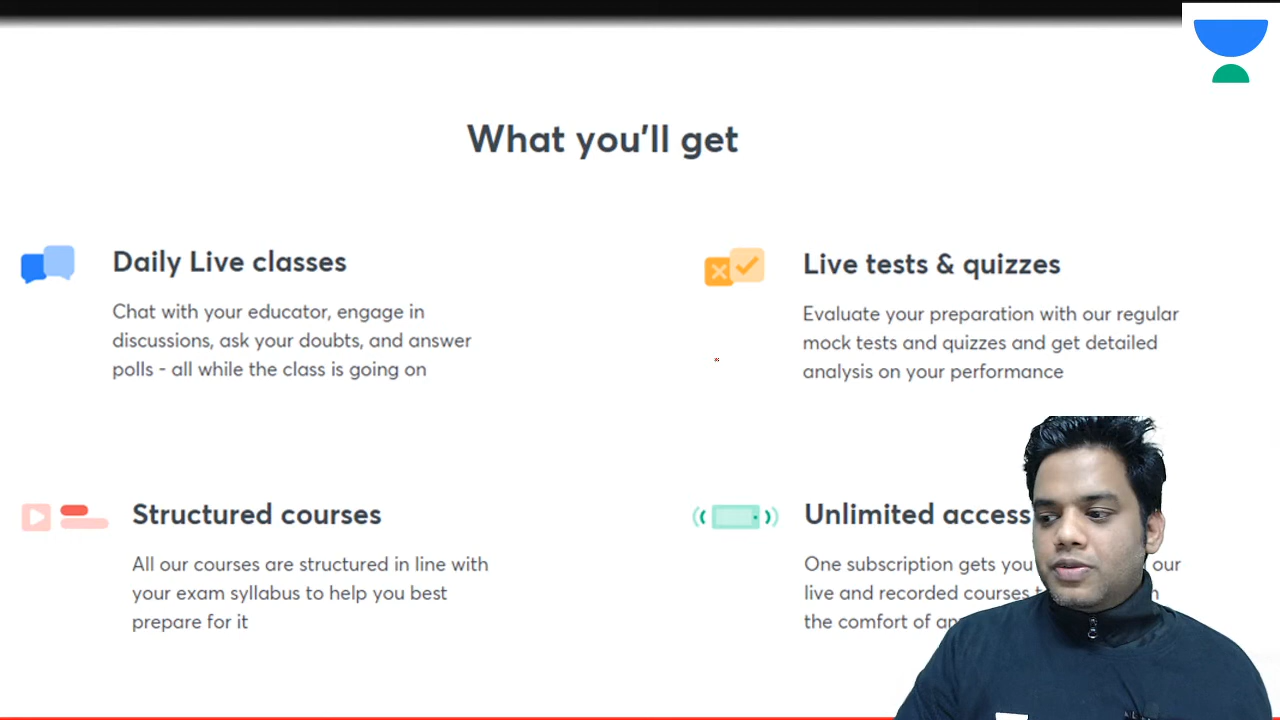 What you'll get
Daily Live classes
Chat with your educator, engage in
discussions, ask your doubts, and answer
polls - all while the class is going on
Live tests & quizzes
Evaluate your preparation with our regular
mock tests and quizzes and get detailed
analysis on your performance
Structured courses
All our courses are structured in line with
your exam syllabus to help you best
prepare for it
Unlimited access
One subscription gets you our
live and recorded courses
the comfort of